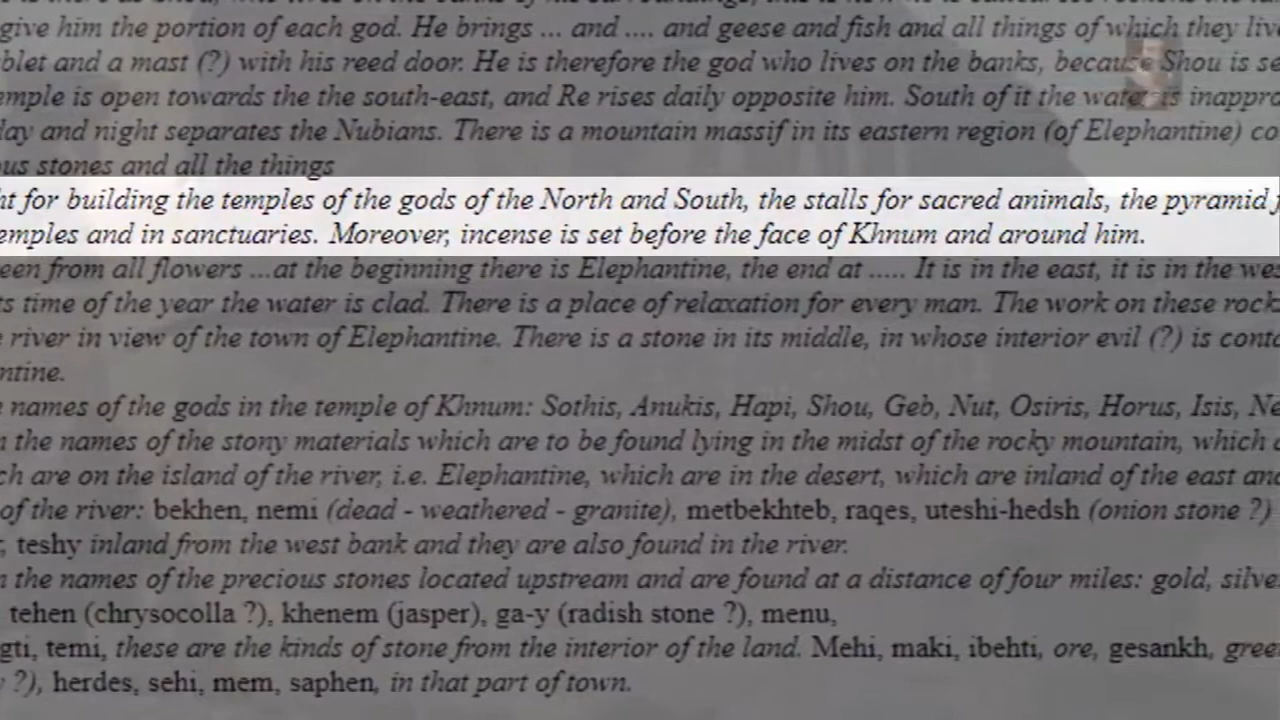 give him the portion of each god. He brings ... and .... and geese and fish and all things of which they live
blet and a mast (?) with his reed door. He is therefore the god who lives on the banks, because Shou is se
emple is open towards the the south-east, and Re rises daily opposite him. South of it the water is inappro
day and night separates the Nubians. There is a mountain massif in its eastern region (of Elephantine) co
ous stones and all the things
ht for building the temples of the gods of the North and South, the stalls for sacred animals, the pyramid f
emples and in sanctuaries. Moreover, incense is set before the face of Khnum and around him.
een from all flowers ...at the beginning there is Elephantine, the end at ..... It is in the east, it is in the wes
ts time of the year the water is clad. There is a place of relaxation for every man. The work on these rock
river in view of the town of Elephantine. There is a stone in its middle, in whose interior evil (?) is conta
ntine.
names of the gods in the temple of Khnum: Sothis, Anukis, Hapi, Shou, Geb, Nut, Osiris, Horus, Isis, Ne
the names of the stony materials which are to be found lying in the midst of the rocky mountain, which a
ch are on the island of the river, i.e. Elephantine, which are in the desert, which are inland of the east and
of the river: bekhen, nemi (dead - weathered - granite), metbekhteb, raqes, uteshi-hedsh (onion stone ?)
, teshy inland from the west bank and they are also found in the river.
the names of the precious stones located upstream and are found at a distance of four miles: gold, silve
tehen (chrysocolla ?), khenem (jasper), ga-y (radish stone ?), menu,
gti, temi, these are the kinds of stone from the interior of the land. Mehi, maki, ibehti, ore, gesankh, gree
?), herdes, sehi, mem, saphen, in that part of town.